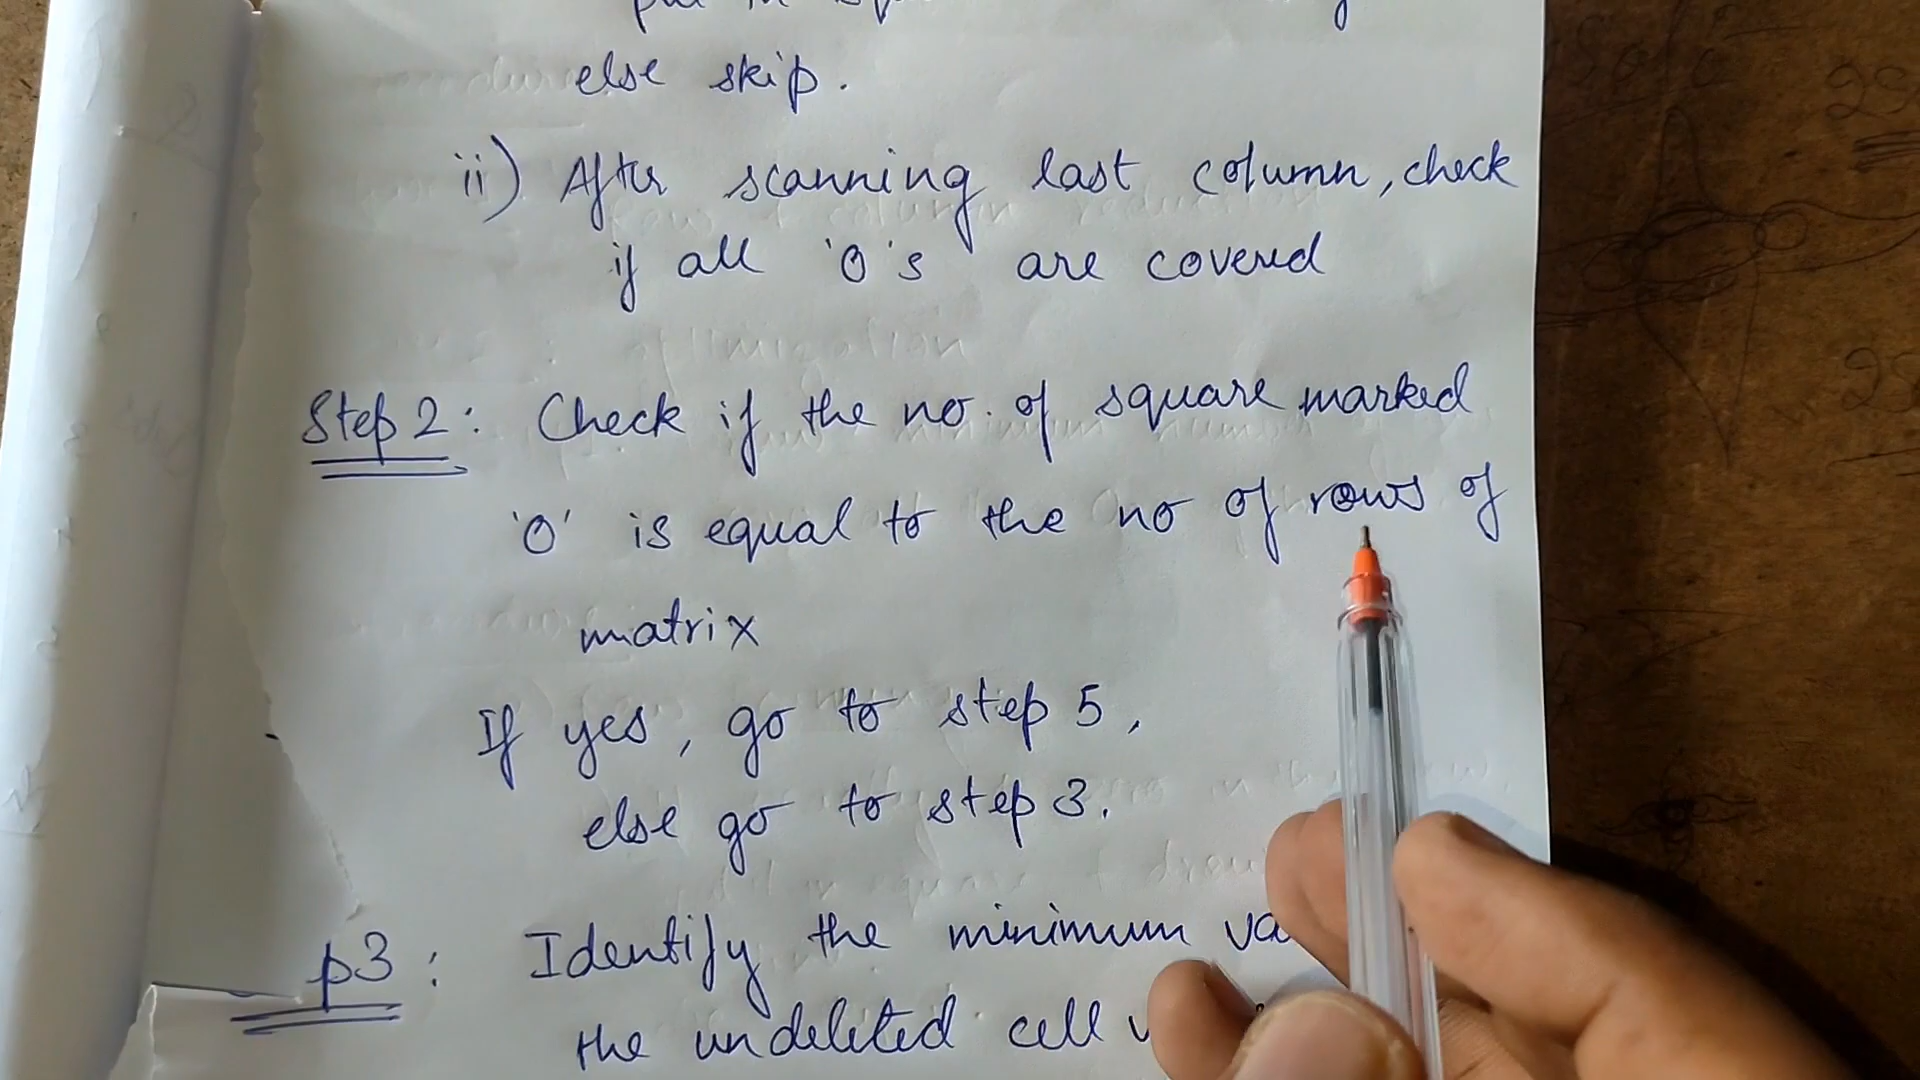 else skip.
ii) After scanning last column, check
if all '0's are covered
Step 2: Check if the no. of square marked
'0' is equal to the no of rows of
matrix
If yes, go to step 5,
else go to step 3.
p3: Identify the minimum
the undeleted cell